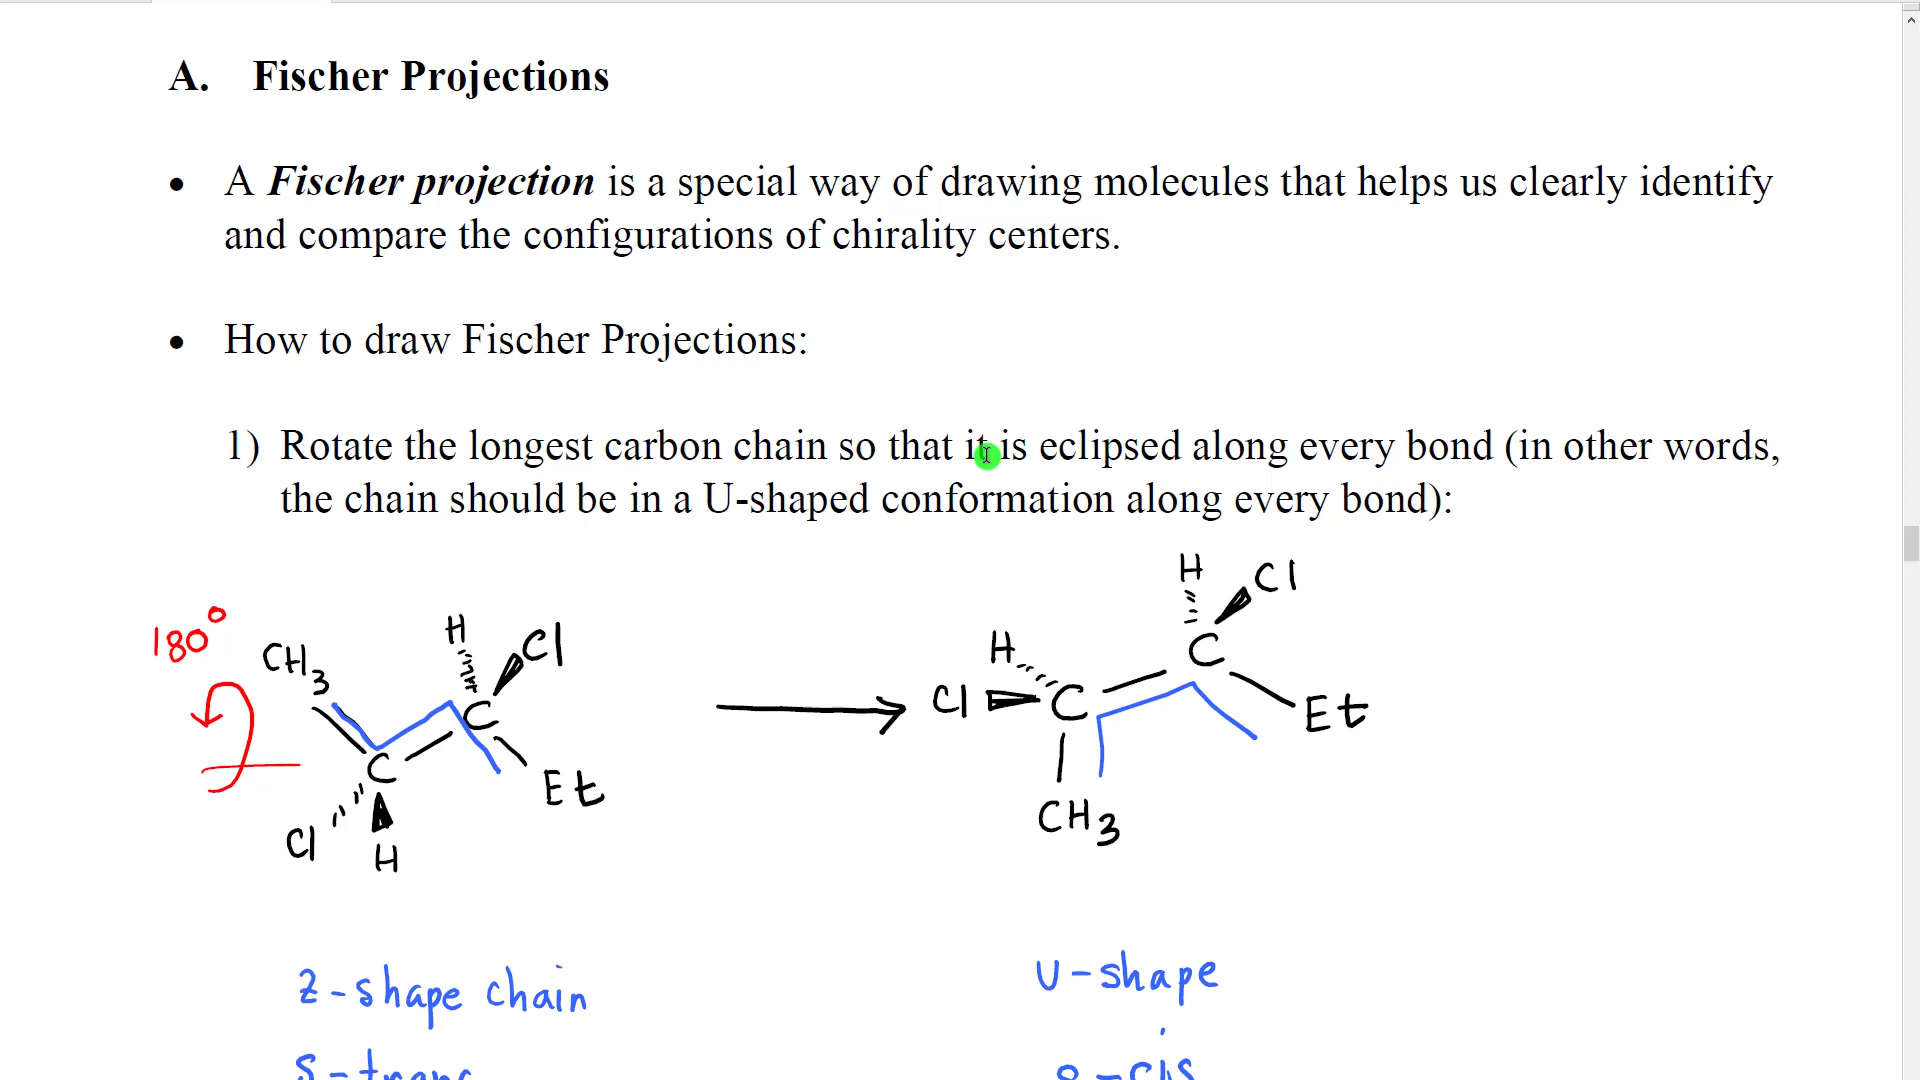 A. Fischer Projections
• A Fischer projection is a special way of drawing molecules that helps us clearly identify
and compare the configurations of chirality centers.
• How to draw Fischer Projections:
1) Rotate the longest carbon chain so that it is eclipsed along every bond (in other words,
the chain should be in a U-shaped conformation along every bond):
180°
CH3
H
Cl
C
C
Et
Cl
H
H
Cl
C
H
Cl
C
Et
CH3
Z-shape chain
U-shape
S-trans
S-cis